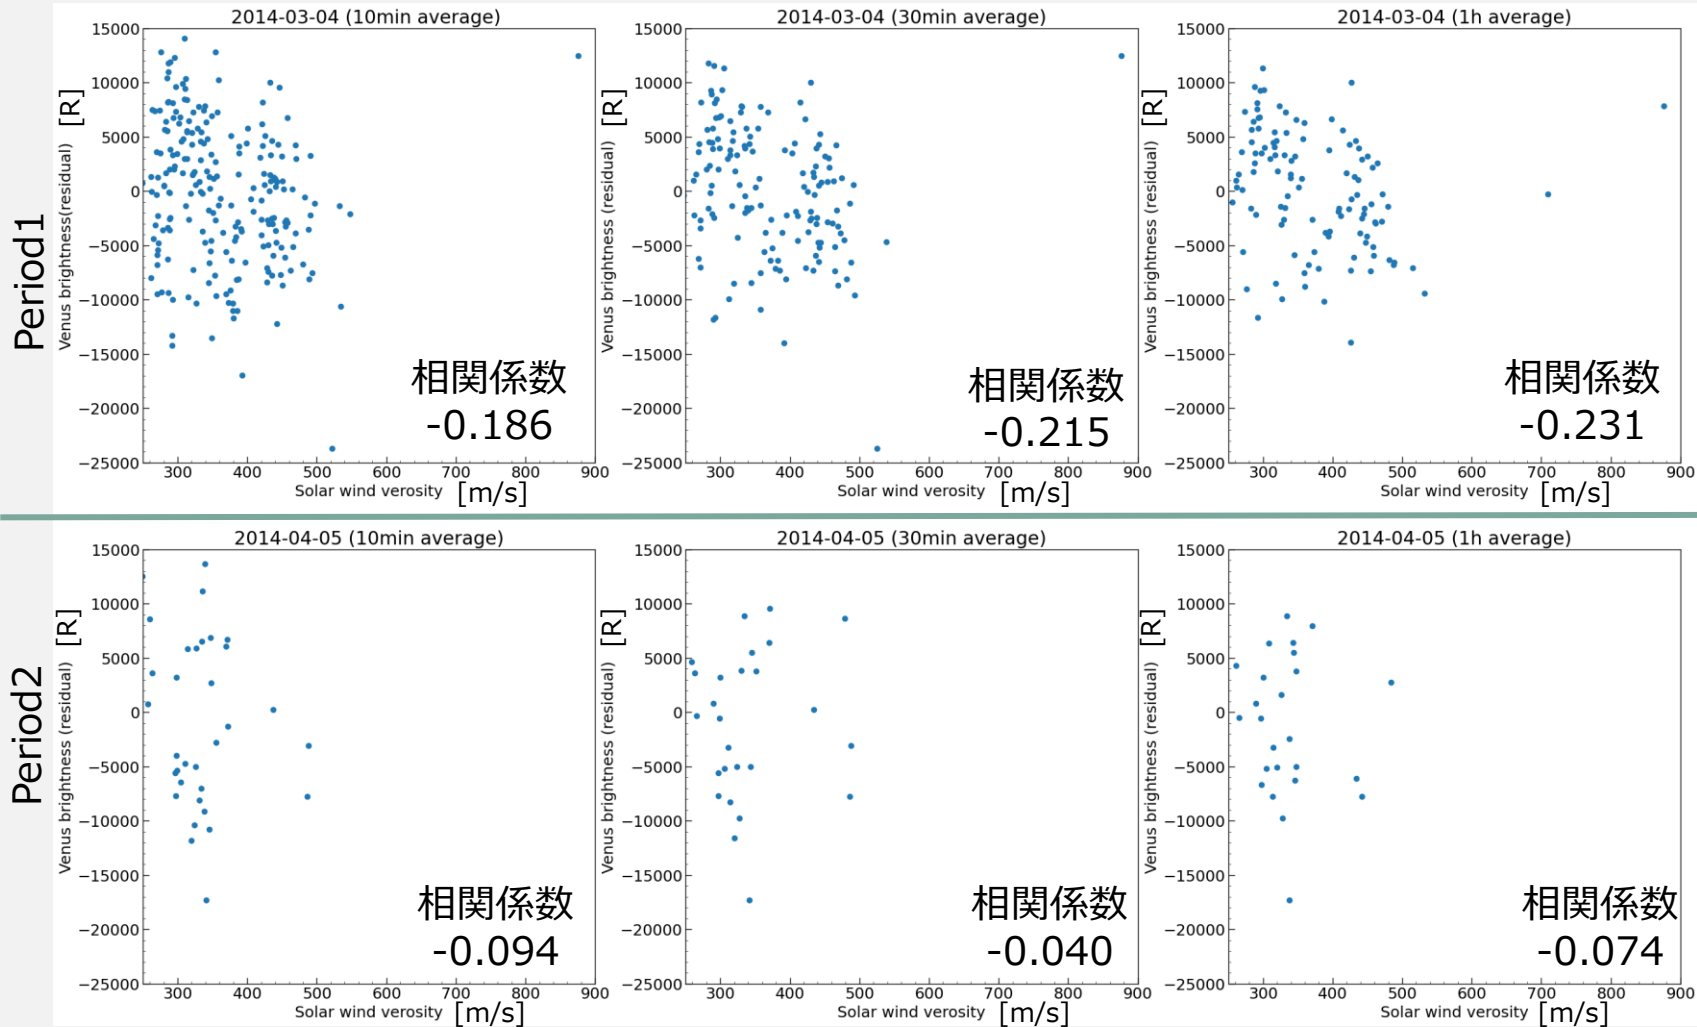 Period1
2014-03-04 (10min average)
15000
10000
5000
0
−5000
−10000
−15000
−20000
−25000
Venus brightness(residual) [R]
300 400 500 600 700 800 900
Solar wind verosity [m/s]
相関係数
-0.186
2014-03-04 (30min average)
15000
10000
5000
0
−5000
−10000
−15000
−20000
−25000
Venus brightness (residual) [R]
300 400 500 600 700 800 900
Solar wind verosity [m/s]
相関係数
-0.215
2014-03-04 (1h average)
15000
10000
5000
0
−5000
−10000
−15000
−20000
−25000
Venus brightness (residual) [R]
300 400 500 600 700 800 900
Solar wind verosity [m/s]
相関係数
-0.231
Period2
2014-04-05 (10min average)
15000
10000
5000
0
−5000
−10000
−15000
−20000
−25000
Venus brightness (residual) [R]
300 400 500 600 700 800 900
Solar wind verosity [m/s]
相関係数
-0.094
2014-04-05 (30min average)
15000
10000
5000
0
−5000
−10000
−15000
−20000
−25000
Venus brightness (residual) [R]
300 400 500 600 700 800 900
Solar wind verosity [m/s]
相関係数
-0.040
2014-04-05 (1h average)
15000
10000
5000
0
−5000
−10000
−15000
−20000
−25000
Venus brightness (residual) [R]
300 400 500 600 700 800 900
Solar wind verosity [m/s]
相関係数
-0.074